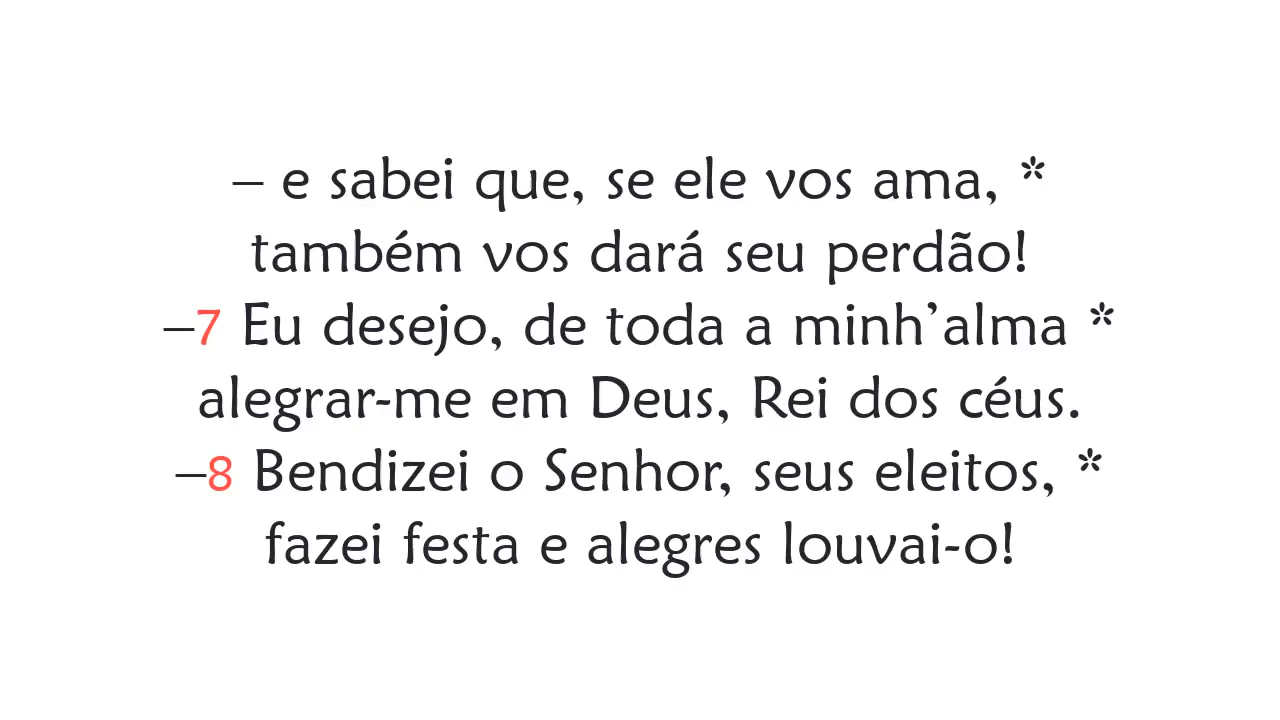 – e sabei que, se ele vos ama, *
também vos dará seu perdão!
–7 Eu desejo, de toda a minh’alma *
alegrar-me em Deus, Rei dos céus.
–8 Bendizei o Senhor, seus eleitos, *
fazei festa e alegres louvai-o!